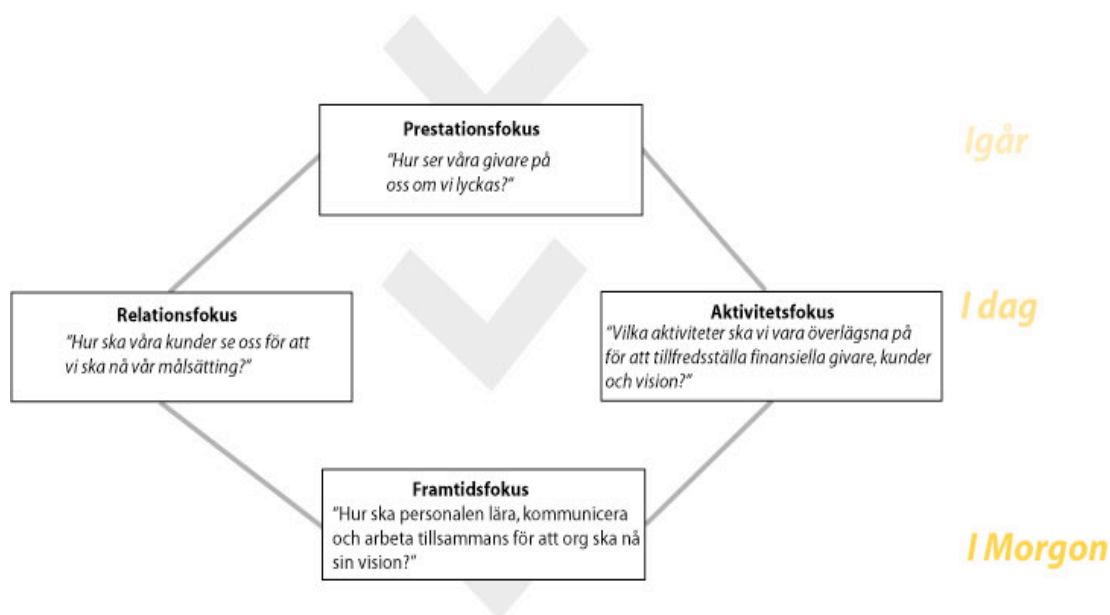 Prestationsfokus
"Hur ser våra givare på
oss om vi lyckas?"
Igår
Relationsfokus
"Hur ska våra kunder se oss för att
vi ska nå vår målsätting?"
Aktivitetsfokus
"Vilka aktiviteter ska vi vara överlägsna på
för att tillfredsställa finansiella givare, kunder
och vision?"
I dag
Framtidsfokus
"Hur ska personalen lära, kommunicera
och arbeta tillsammans för att org ska nå
sin vision?"
I Morgon